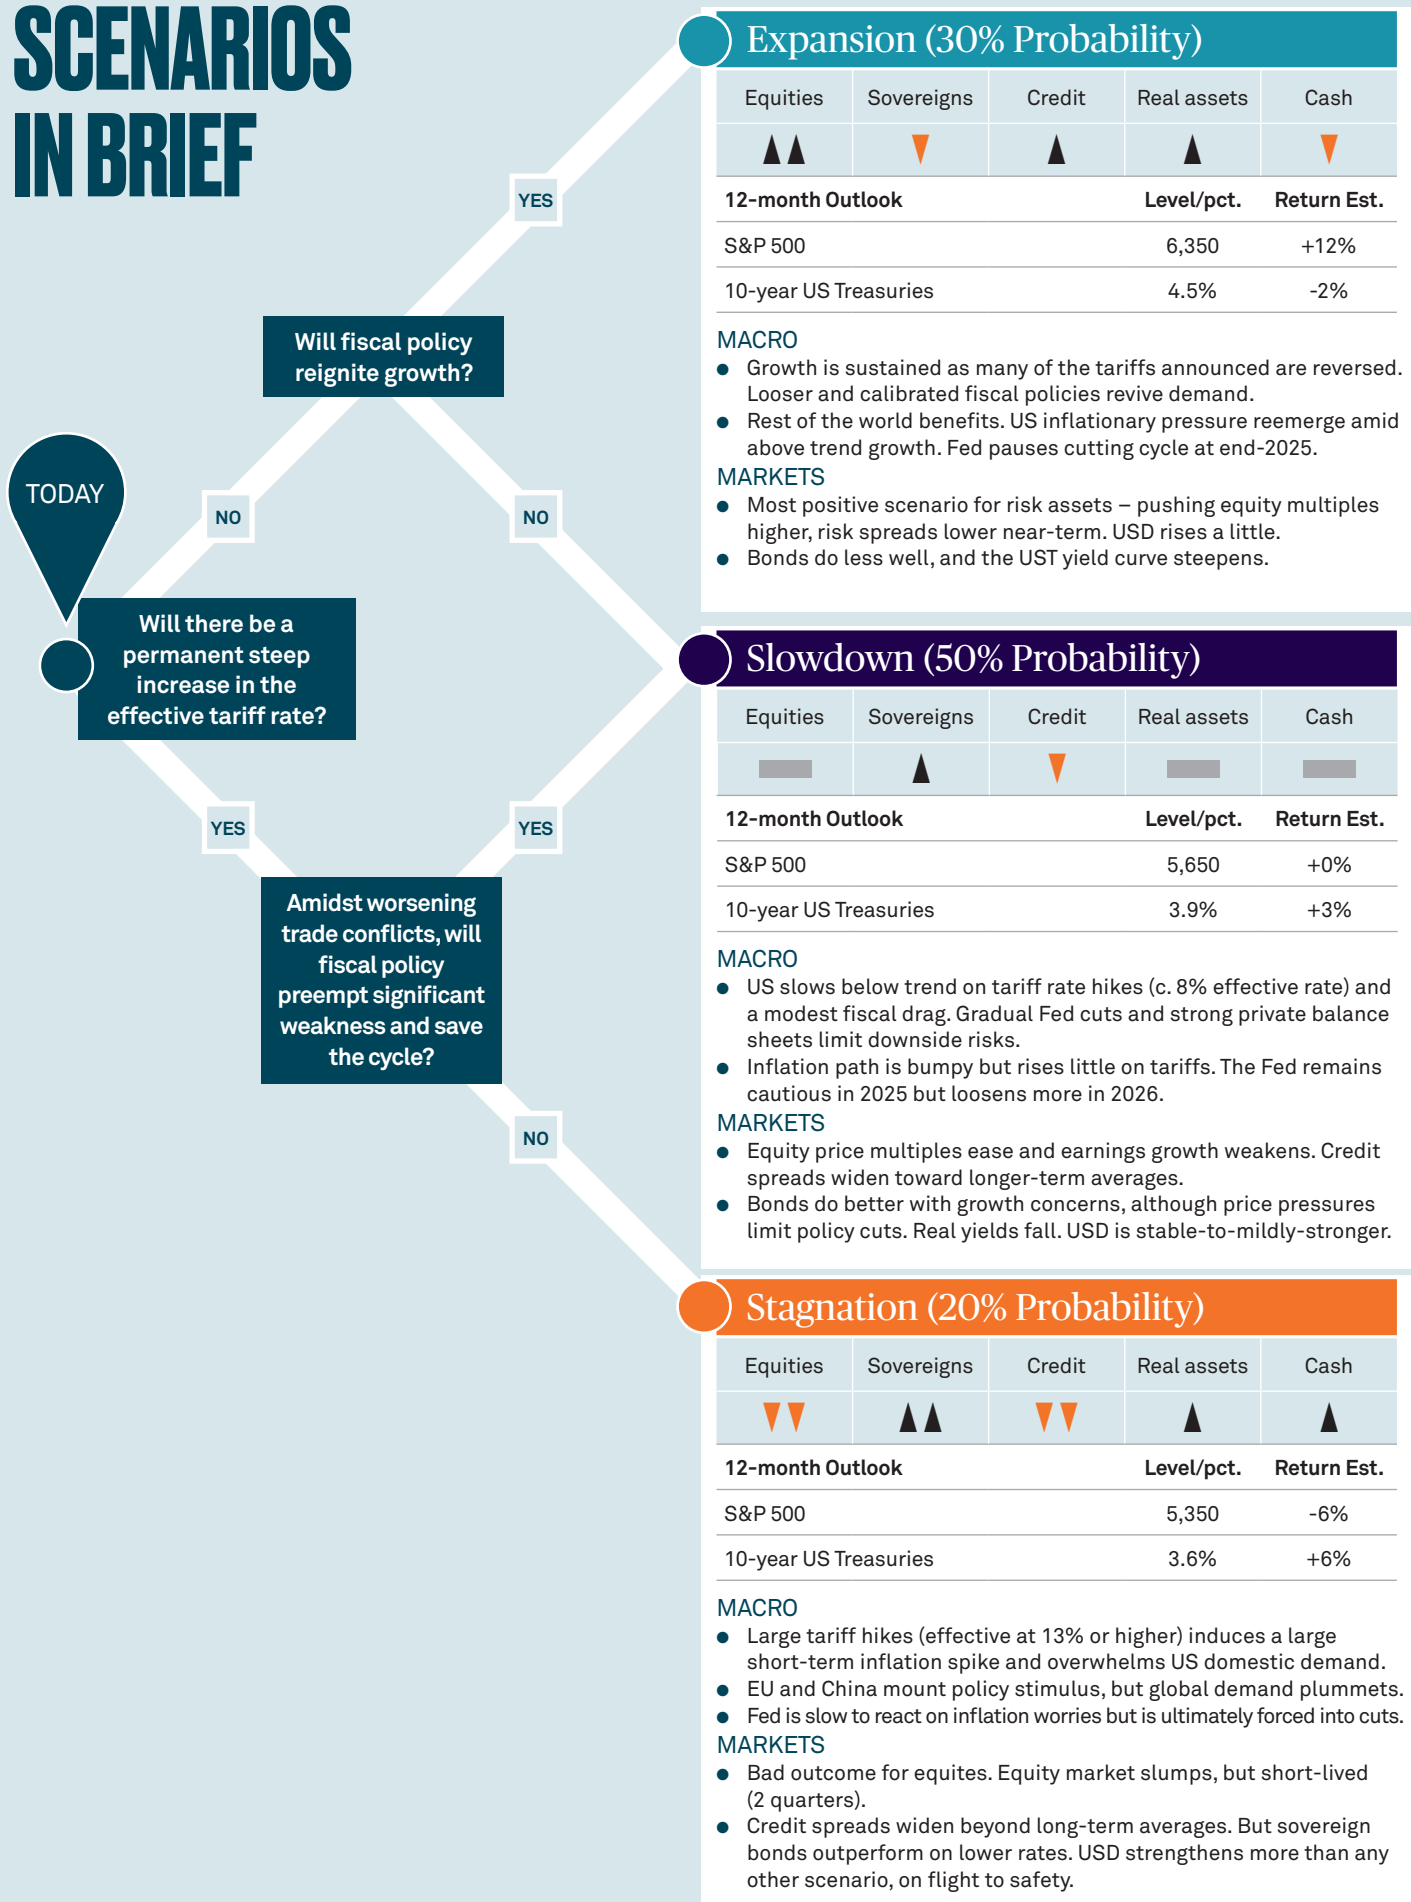 SCENARIOS
IN BRIEF
YES
Will fiscal policy
reignite growth?
TODAY
NO
NO
Will there be a
permanent steep
increase in the
effective tariff rate?
YES
YES
Amidst worsening
trade conflicts, will
fiscal policy
preempt significant
weakness and save
the cycle?
NO
Expansion (30% Probability)
Equities Sovereigns Credit Real assets Cash
12-month Outlook Level/pct. Return Est.
S&P 500 6,350 +12%
10-year US Treasuries 4.5% -2%
MACRO
● Growth is sustained as many of the tariffs announced are reversed.
Looser and calibrated fiscal policies revive demand.
● Rest of the world benefits. US inflationary pressure reemerge amid
above trend growth. Fed pauses cutting cycle at end-2025.
MARKETS
● Most positive scenario for risk assets – pushing equity multiples
higher, risk spreads lower near-term. USD rises a little.
● Bonds do less well, and the UST yield curve steepens.
Slowdown (50% Probability)
Equities Sovereigns Credit Real assets Cash
12-month Outlook Level/pct. Return Est.
S&P 500 5,650 +0%
10-year US Treasuries 3.9% +3%
MACRO
● US slows below trend on tariff rate hikes (c. 8% effective rate) and
a modest fiscal drag. Gradual Fed cuts and strong private balance
sheets limit downside risks.
● Inflation path is bumpy but rises little on tariffs. The Fed remains
cautious in 2025 but loosens more in 2026.
MARKETS
● Equity price multiples ease and earnings growth weakens. Credit
spreads widen toward longer-term averages.
● Bonds do better with growth concerns, although price pressures
limit policy cuts. Real yields fall. USD is stable-to-mildly-stronger.
Stagnation (20% Probability)
Equities Sovereigns Credit Real assets Cash
12-month Outlook Level/pct. Return Est.
S&P 500 5,350 -6%
10-year US Treasuries 3.6% +6%
MACRO
● Large tariff hikes (effective at 13% or higher) induces a large
short-term inflation spike and overwhelms US domestic demand.
● EU and China mount policy stimulus, but global demand plummets.
● Fed is slow to react on inflation worries but is ultimately forced into cuts.
MARKETS
● Bad outcome for equites. Equity market slumps, but short-lived
(2 quarters).
● Credit spreads widen beyond long-term averages. But sovereign
bonds outperform on lower rates. USD strengthens more than any
other scenario, on flight to safety.